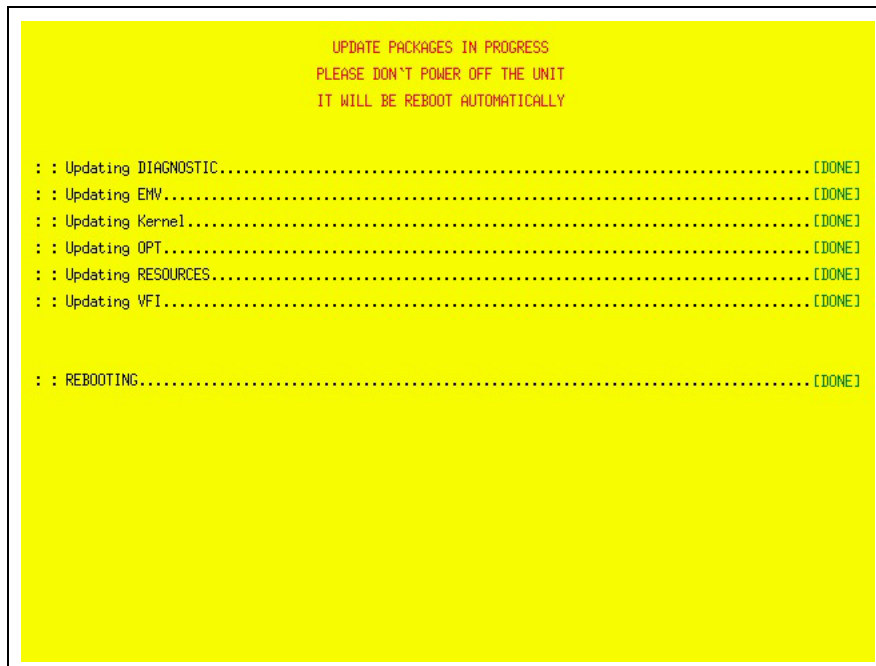 UPDATE PACKAGES IN PROGRESS
PLEASE DON`T POWER OFF THE UNIT
IT WILL BE REBOOT AUTOMATICALLY
: : Updating DIAGNOSTIC..........................................................................[DONE]
: : Updating EMV.................................................................................[DONE]
: : Updating Kernel..............................................................................[DONE]
: : Updating OPT.................................................................................[DONE]
: : Updating RESOURCES...........................................................................[DONE]
: : Updating VFI.................................................................................[DONE]
: : REBOOTING....................................................................................[DONE]